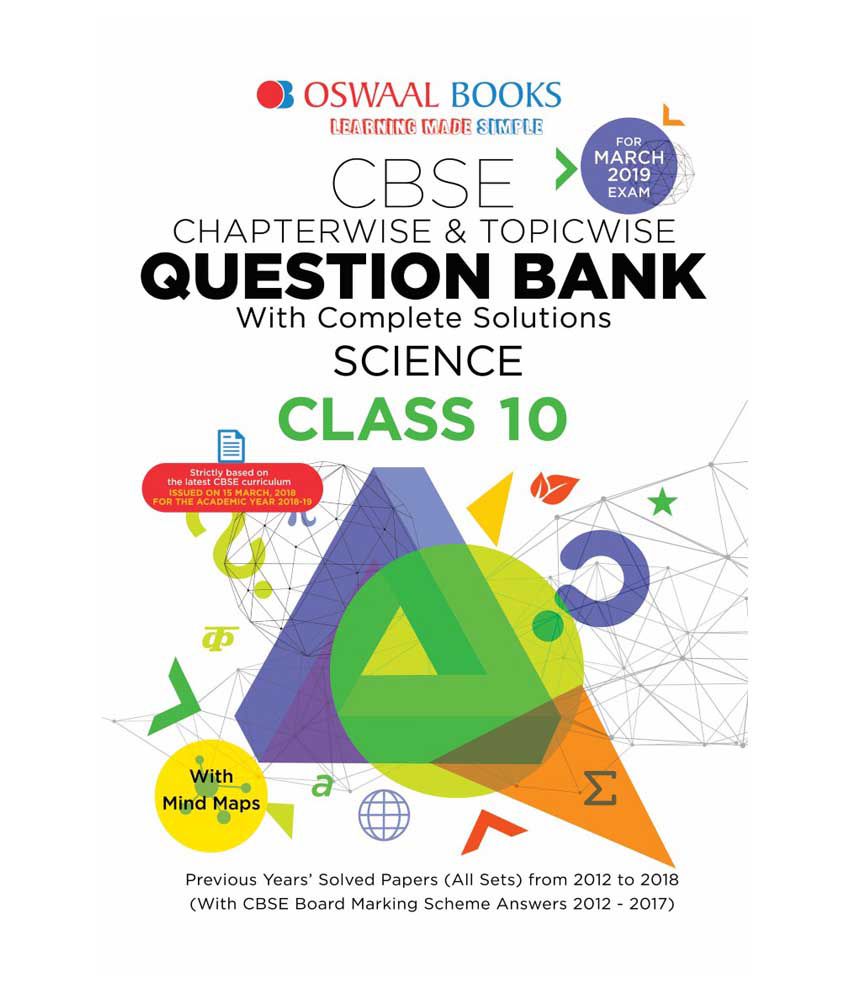 OSWAAL BOOKS
LEARNING MADE SIMPLE
FOR
MARCH
2019
EXAM
CBSE
CHAPTERWISE & TOPICWISE
QUESTION BANK
With Complete Solutions
SCIENCE
CLASS 10
Strictly based on
the latest CBSE curriculum
ISSUED ON 15 MARCH, 2018
FOR THE ACADEMIC YEAR 2018-19
π
?
क
With
Mind Maps
a
Σ
Previous Years' Solved Papers (All Sets) from 2012 to 2018
(With CBSE Board Marking Scheme Answers 2012 - 2017)